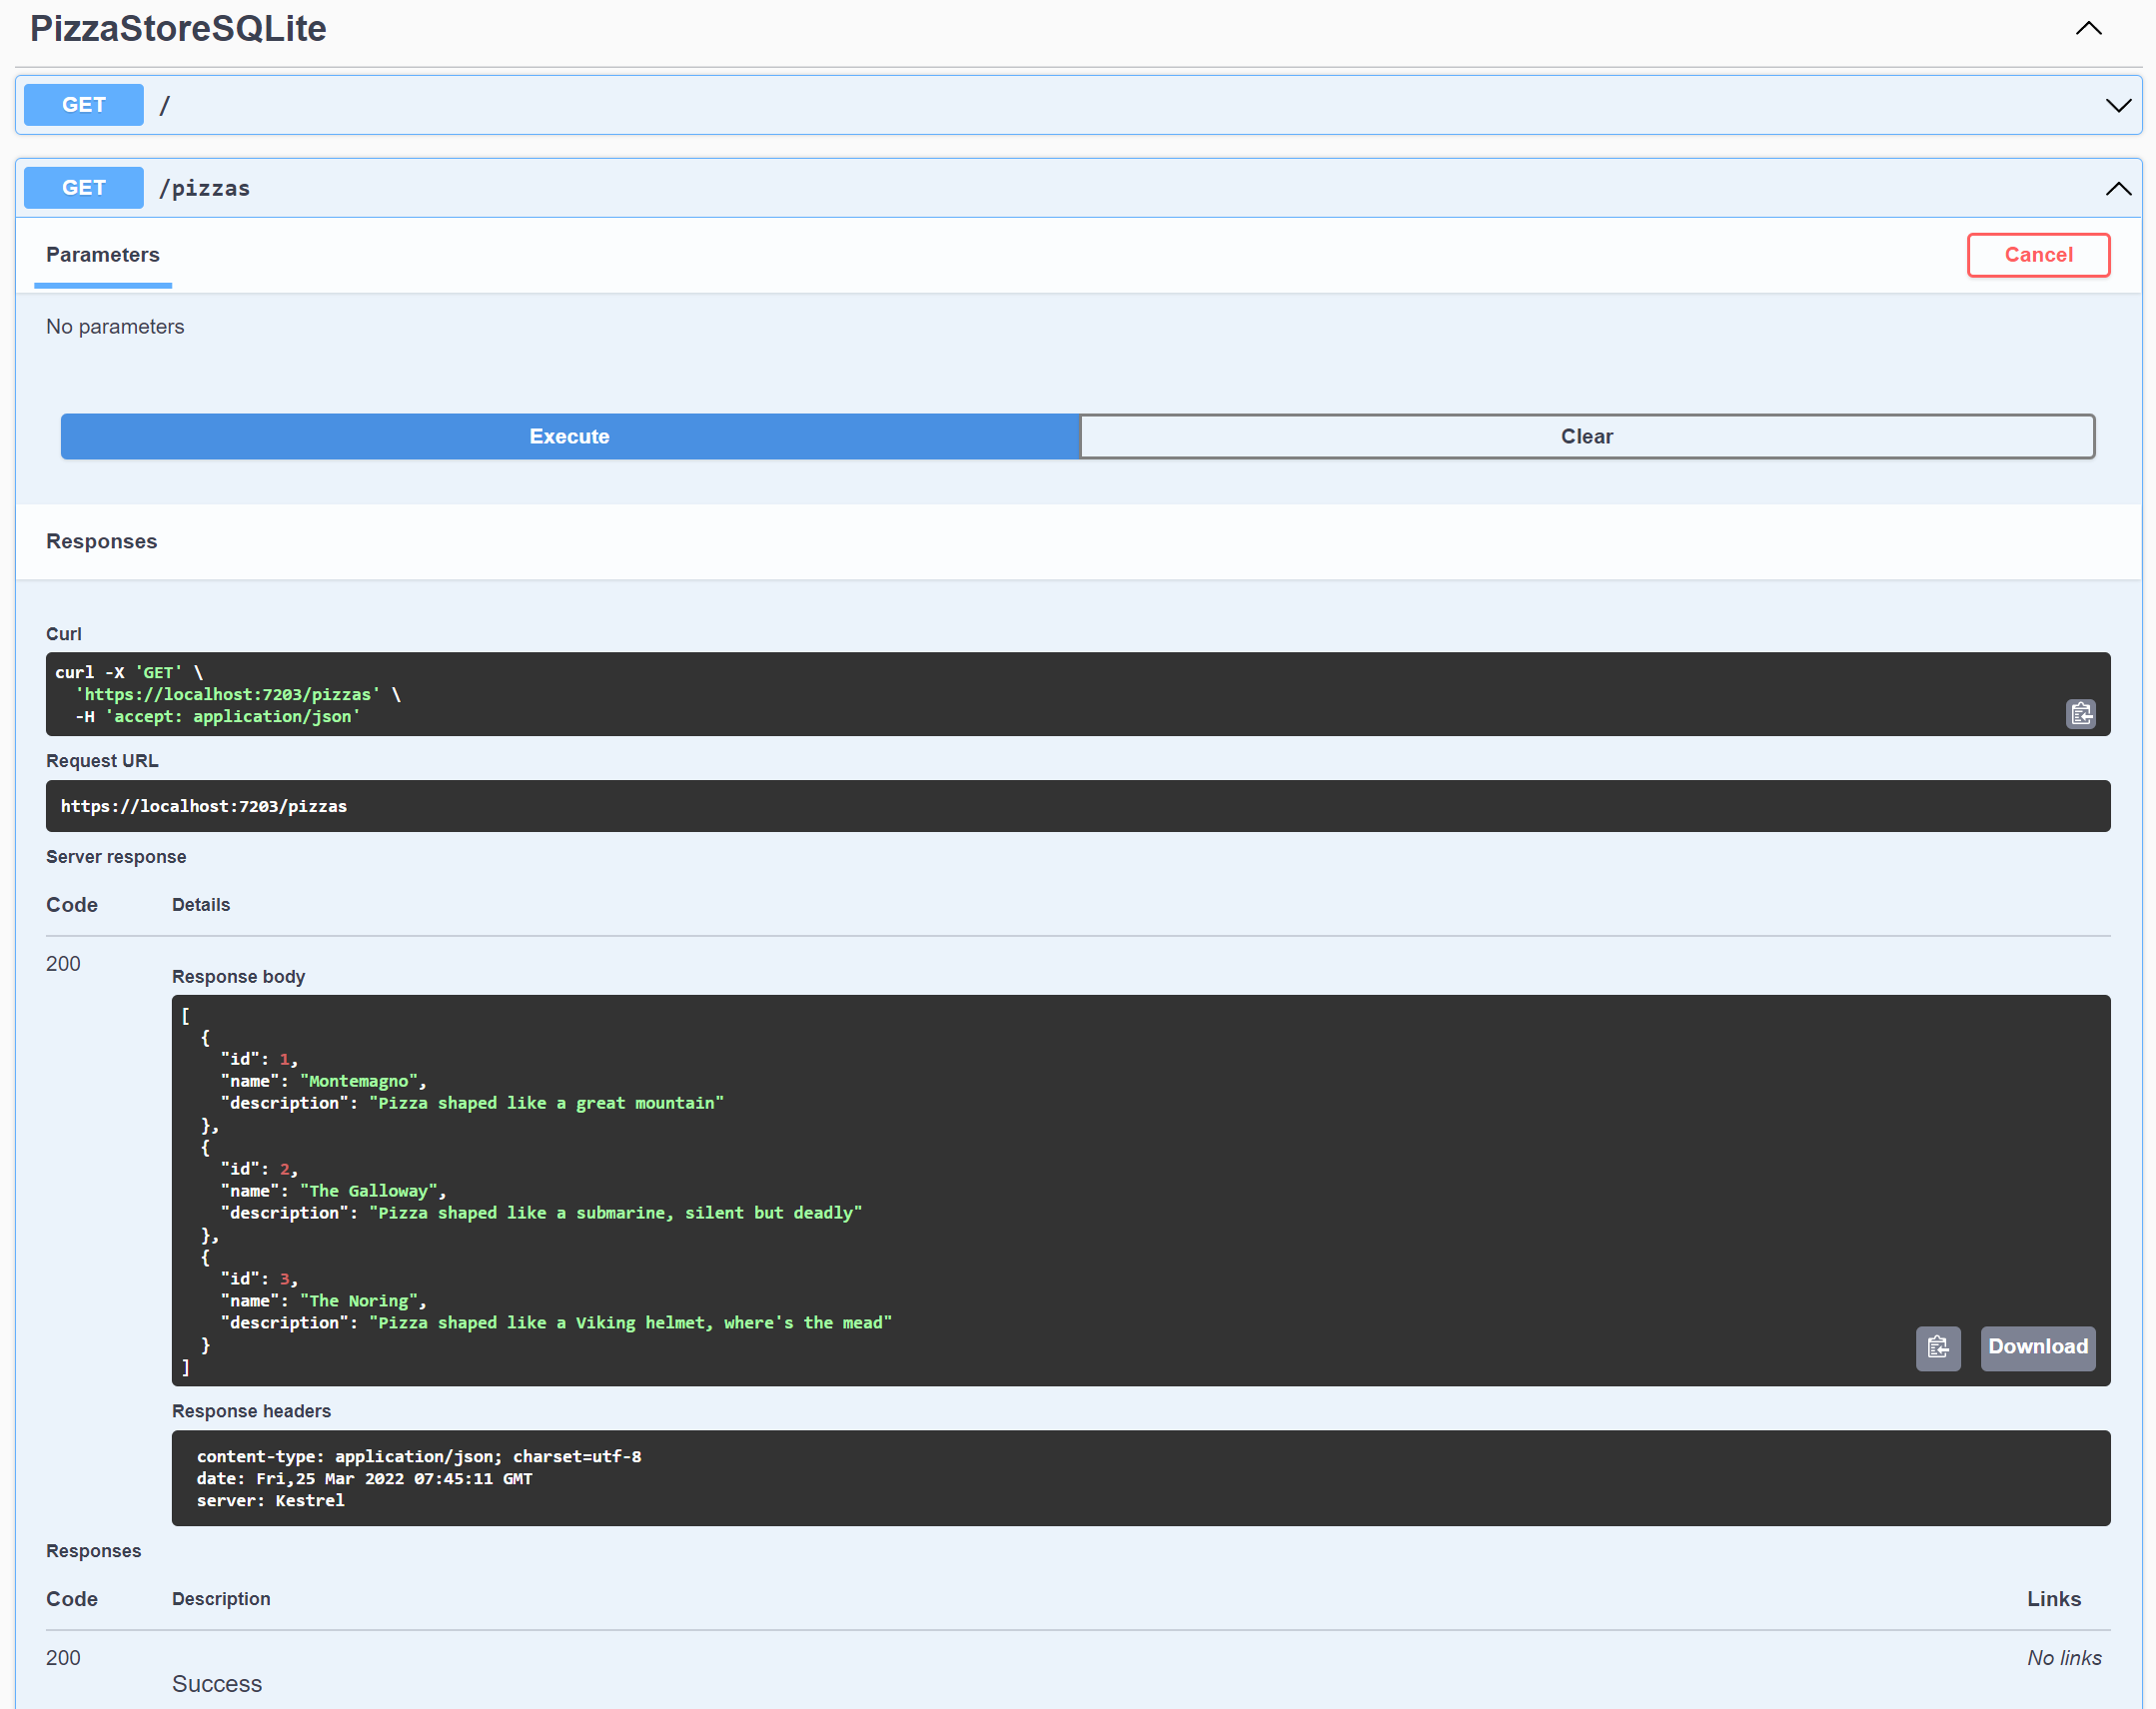 PizzaStoreSQLite
GET /
GET /pizzas
Parameters Cancel
No parameters
Execute Clear
Responses
Curl
curl -X 'GET' \
  'https://localhost:7203/pizzas' \
  -H 'accept: application/json'
Request URL
https://localhost:7203/pizzas
Server response
Code Details
200
Response body
[
  {
    "id": 1,
    "name": "Montemagno",
    "description": "Pizza shaped like a great mountain"
  },
  {
    "id": 2,
    "name": "The Galloway",
    "description": "Pizza shaped like a submarine, silent but deadly"
  },
  {
    "id": 3,
    "name": "The Noring",
    "description": "Pizza shaped like a Viking helmet, where's the mead"
  }
]
Download
Response headers
content-type: application/json; charset=utf-8
date: Fri,25 Mar 2022 07:45:11 GMT
server: Kestrel
Responses
Code Description Links
200 No links
Success